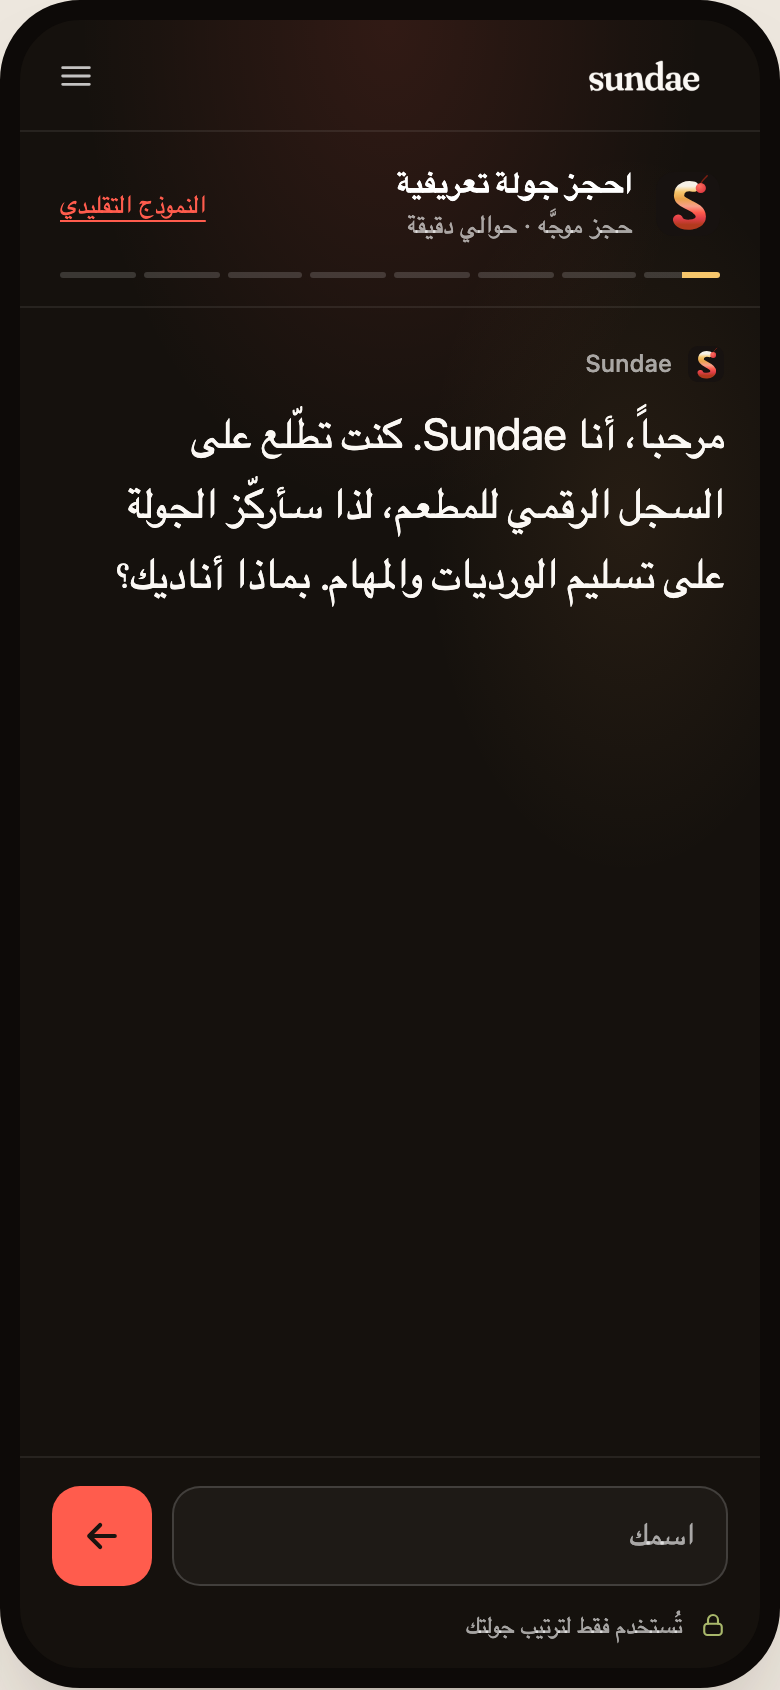 sundae
احجز جولة تعريفية
حجز موجَّه · حوالي دقيقة
النموذج التقليدي
Sundae
مرحباً، أنا Sundae. كنت تطّلع على
السجل الرقمي للمطعم، لذا سأركّز الجولة
على تسليم الورديات والمهام. بماذا أناديك؟
اسمك
تُستخدم فقط لترتيب جولتك